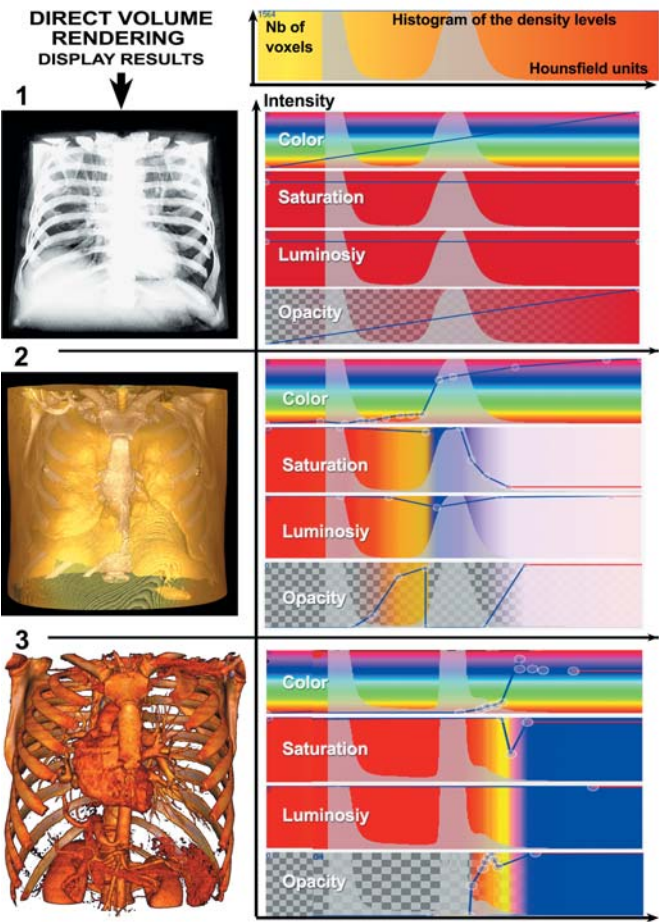 DIRECT VOLUME
RENDERING
DISPLAY RESULTS
1564
Nb of
voxels
Histogram of the density levels
Hounsfield units
1
Intensity
Color
Saturation
Luminosiy
Opacity
2
Color
Saturation
Luminosiy
Opacity
3
Color
Saturation
Luminosiy
Opacity